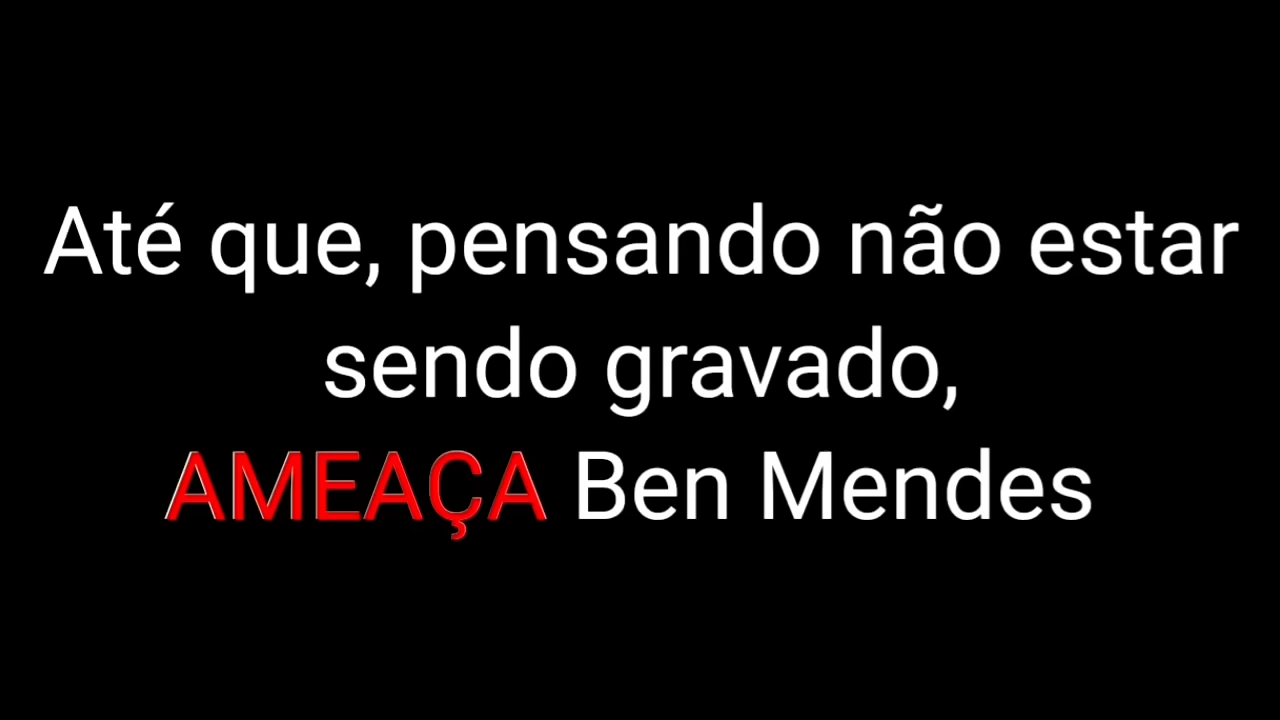 Até que, pensando não estar
sendo gravado,
AMEAÇA Ben Mendes